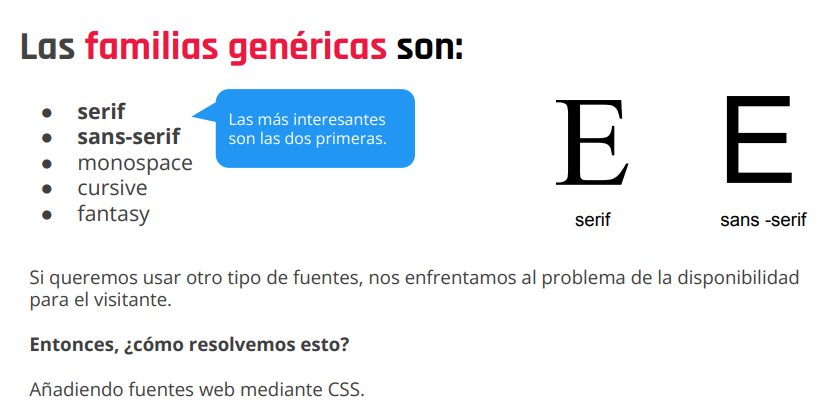 Las familias genéricas son:
● serif
● sans-serif
● monospace
● cursive
● fantasy
Las más interesantes
son las dos primeras.
E
serif
E
sans -serif
Si queremos usar otro tipo de fuentes, nos enfrentamos al problema de la disponibilidad
para el visitante.
Entonces, ¿cómo resolvemos esto?
Añadiendo fuentes web mediante CSS.